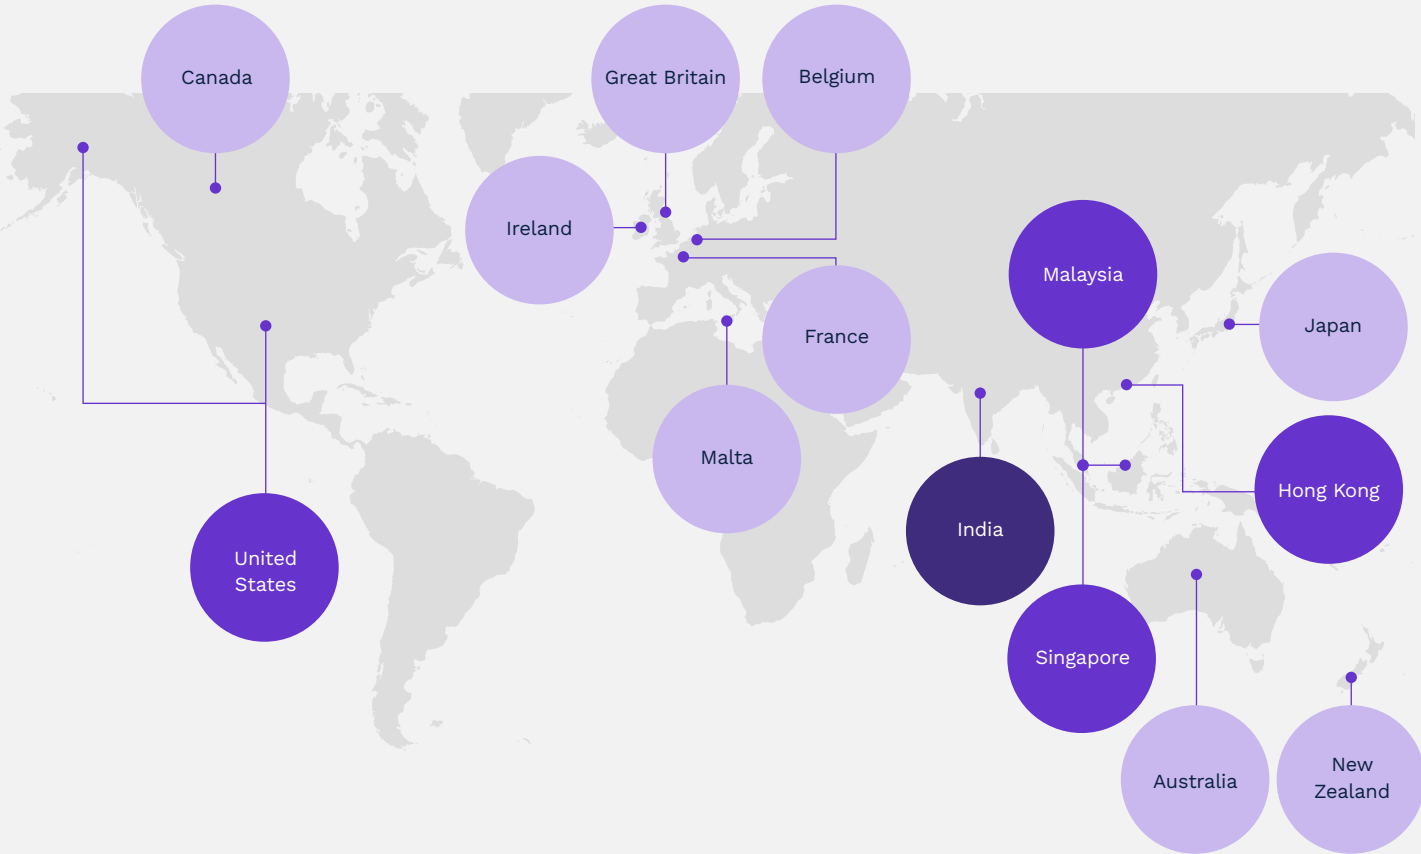 Canada
Great Britain
Belgium
Ireland
Malaysia
France
Japan
Malta
Hong Kong
India
United
States
Singapore
Australia
New
Zealand